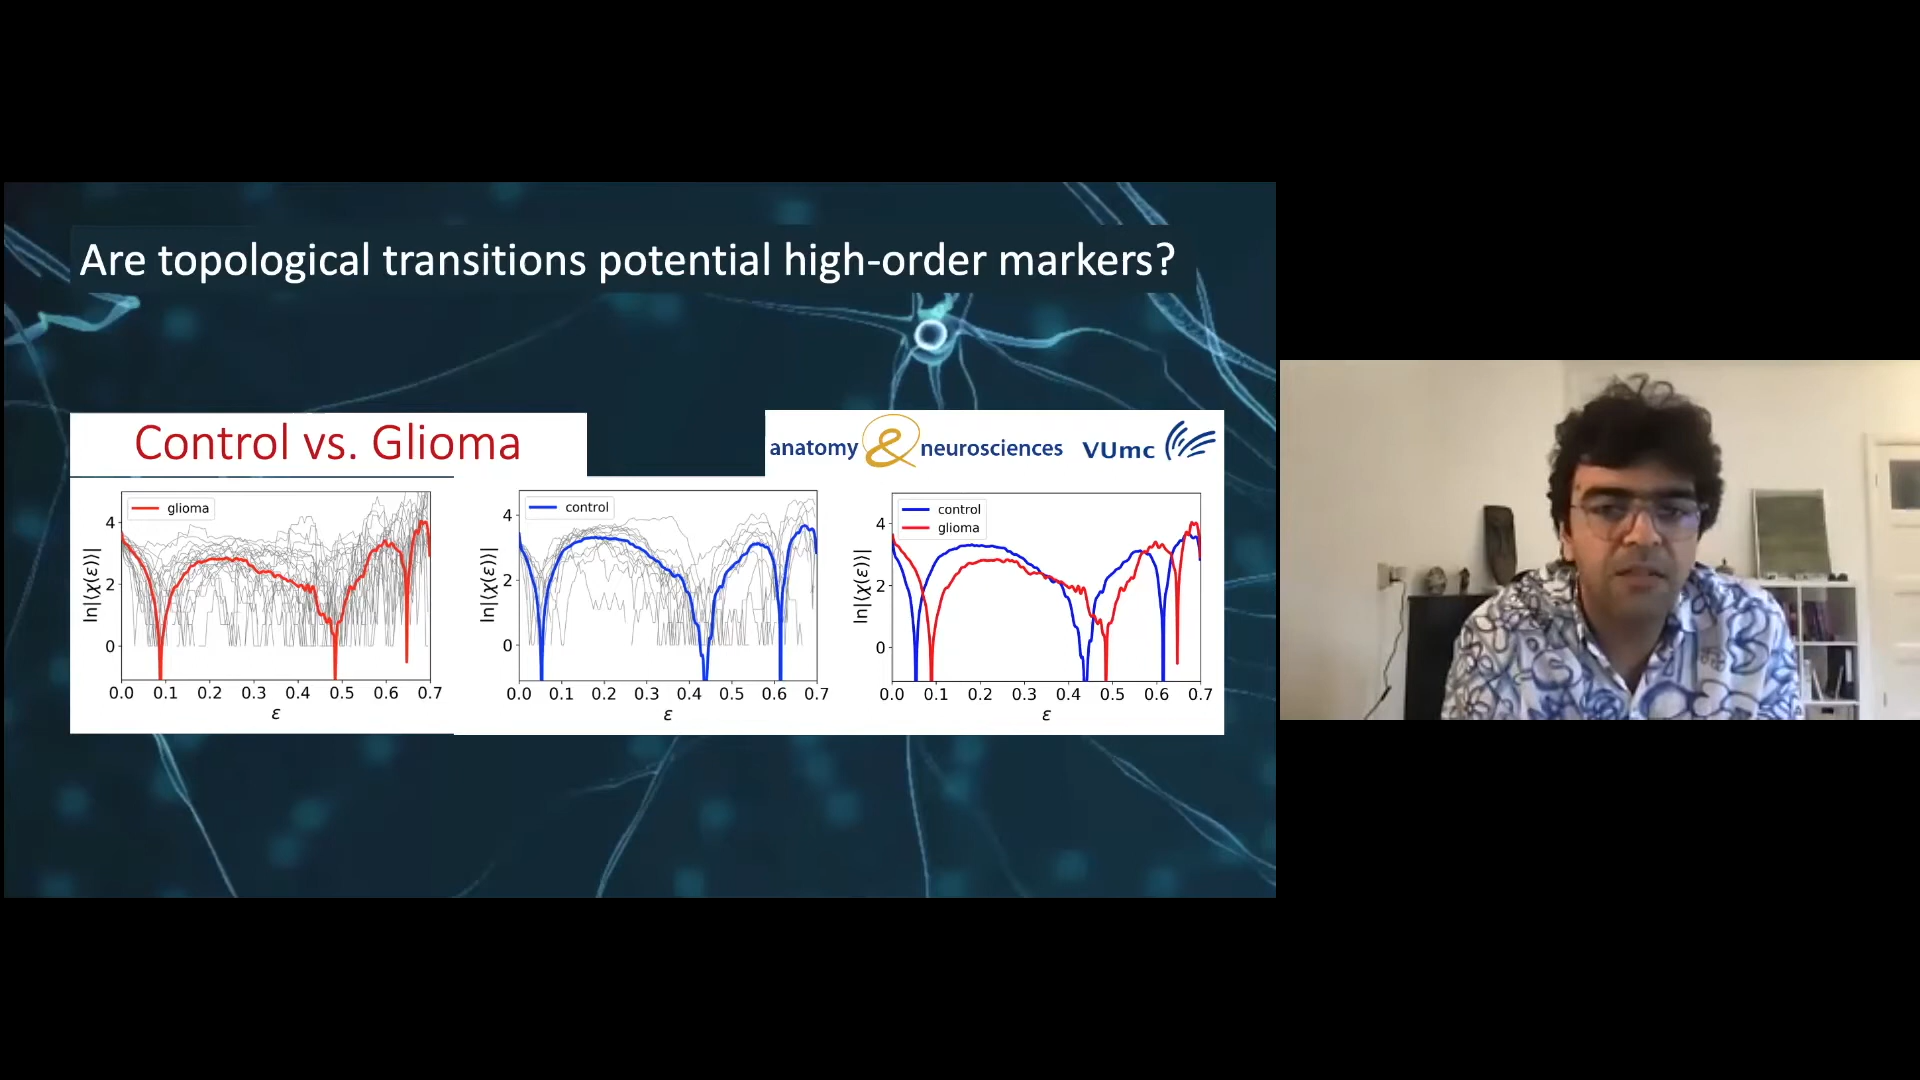 Are topological transitions potential high-order markers?
Control vs. Glioma
anatomy & neurosciences VUmc
glioma
ln|⟨χ(ε)⟩|
4
2
0
0.0 0.1 0.2 0.3 0.4 0.5 0.6 0.7
ε
control
ln|⟨χ(ε)⟩|
4
2
0
0.0 0.1 0.2 0.3 0.4 0.5 0.6 0.7
ε
control
glioma
ln|⟨χ(ε)⟩|
4
2
0
0.0 0.1 0.2 0.3 0.4 0.5 0.6 0.7
ε